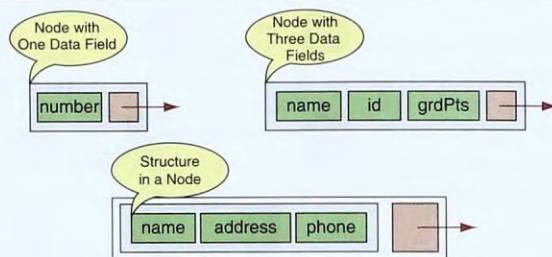 Node with
One Data Field
number
Node with
Three Data
Fields
name id grdPts
Structure
in a Node
name address phone